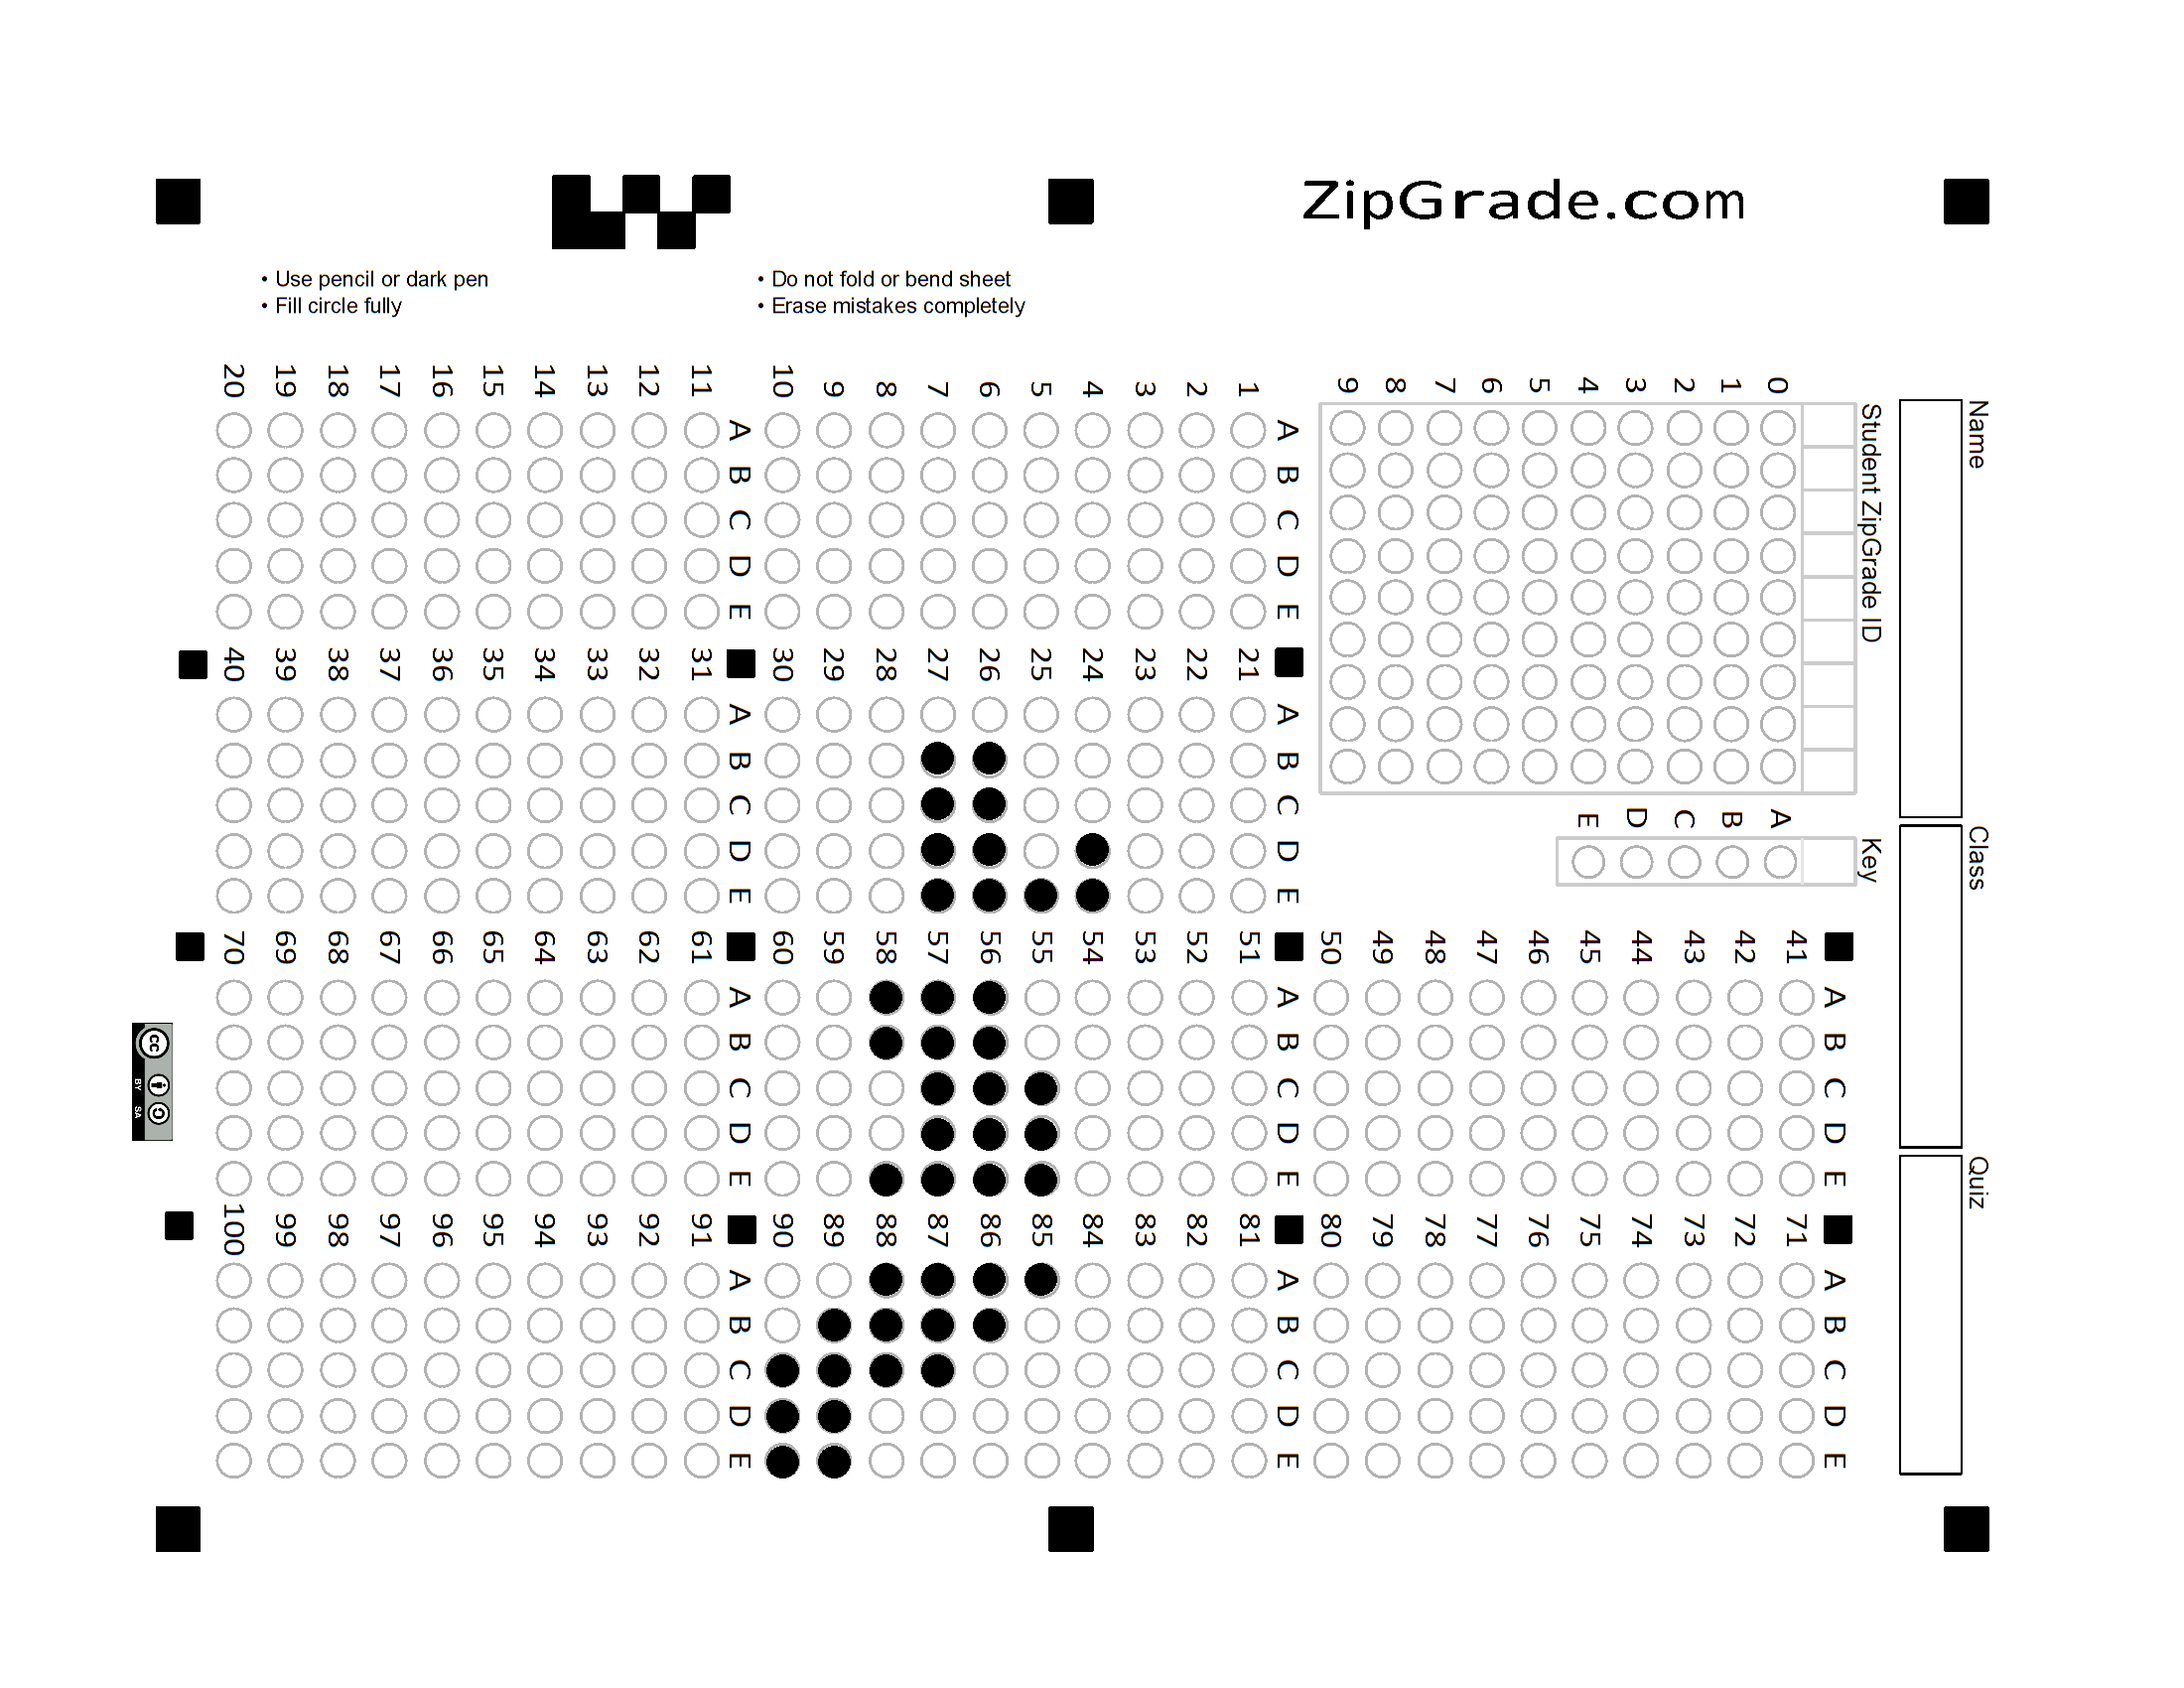 ZipGrade.com
• Use pencil or dark pen
• Fill circle fully
• Do not fold or bend sheet
• Erase mistakes completely
Name
Class
Quiz
Student ZipGrade ID
0 1 2 3 4 5 6 7 8 9
Key
A B C D E
1 2 3 4 5 6 7 8 9 10
A B C D E
11 12 13 14 15 16 17 18 19 20
A B C D E
21 22 23 24 25 26 27 28 29 30
A B C D E
31 32 33 34 35 36 37 38 39 40
A B C D E
41 42 43 44 45 46 47 48 49 50
A B C D E
51 52 53 54 55 56 57 58 59 60
A B C D E
61 62 63 64 65 66 67 68 69 70
A B C D E
71 72 73 74 75 76 77 78 79 80
A B C D E
81 82 83 84 85 86 87 88 89 90
A B C D E
91 92 93 94 95 96 97 98 99 100
A B C D E
cc
BY SA